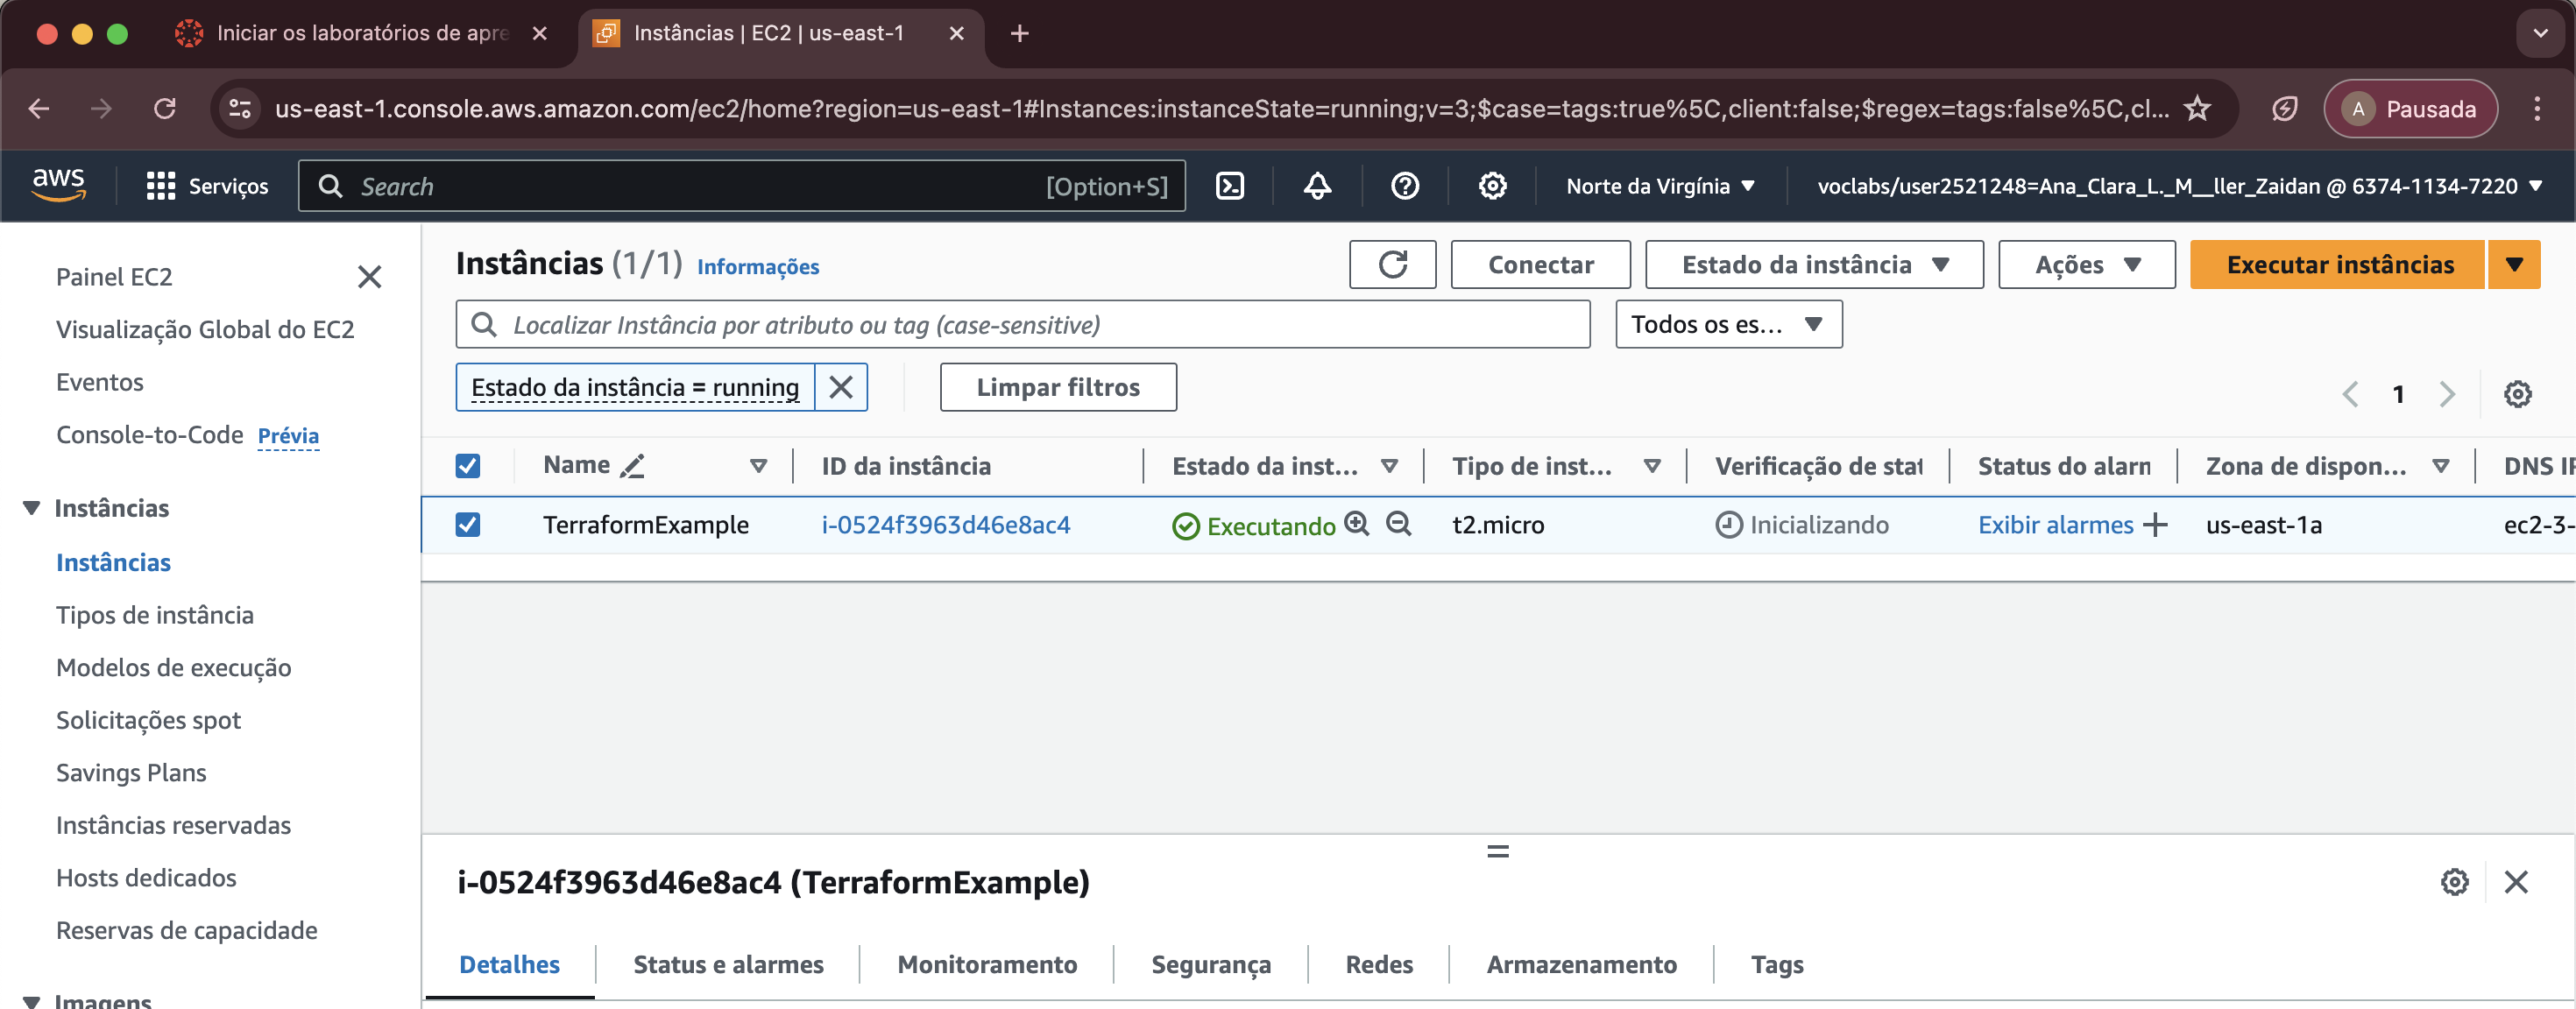 Iniciar os laboratórios de apre
Instâncias | EC2 | us-east-1
us-east-1.console.aws.amazon.com/ec2/home?region=us-east-1#Instances:instanceState=running;v=3;$case=tags:true%5C,client:false;$regex=tags:false%5C,cl...
A Pausada
aws
Serviços
Search [Option+S]
Norte da Virgínia
voclabs/user2521248=Ana_Clara_L._M__ller_Zaidan @ 6374-1134-7220
Painel EC2
Visualização Global do EC2
Eventos
Console-to-Code Prévia
Instâncias
Instâncias
Tipos de instância
Modelos de execução
Solicitações spot
Savings Plans
Instâncias reservadas
Hosts dedicados
Reservas de capacidade
Imagens
Instâncias (1/1) Informações
Conectar
Estado da instância
Ações
Executar instâncias
Localizar Instância por atributo ou tag (case-sensitive)
Todos os es...
Estado da instância = running
Limpar filtros
1
Name ID da instância Estado da inst... Tipo de inst... Verificação de stat Status do alarm Zona de dispon... DNS IP
TerraformExample i-0524f3963d46e8ac4 Executando t2.micro Inicializando Exibir alarmes us-east-1a ec2-3-
i-0524f3963d46e8ac4 (TerraformExample)
Detalhes Status e alarmes Monitoramento Segurança Redes Armazenamento Tags